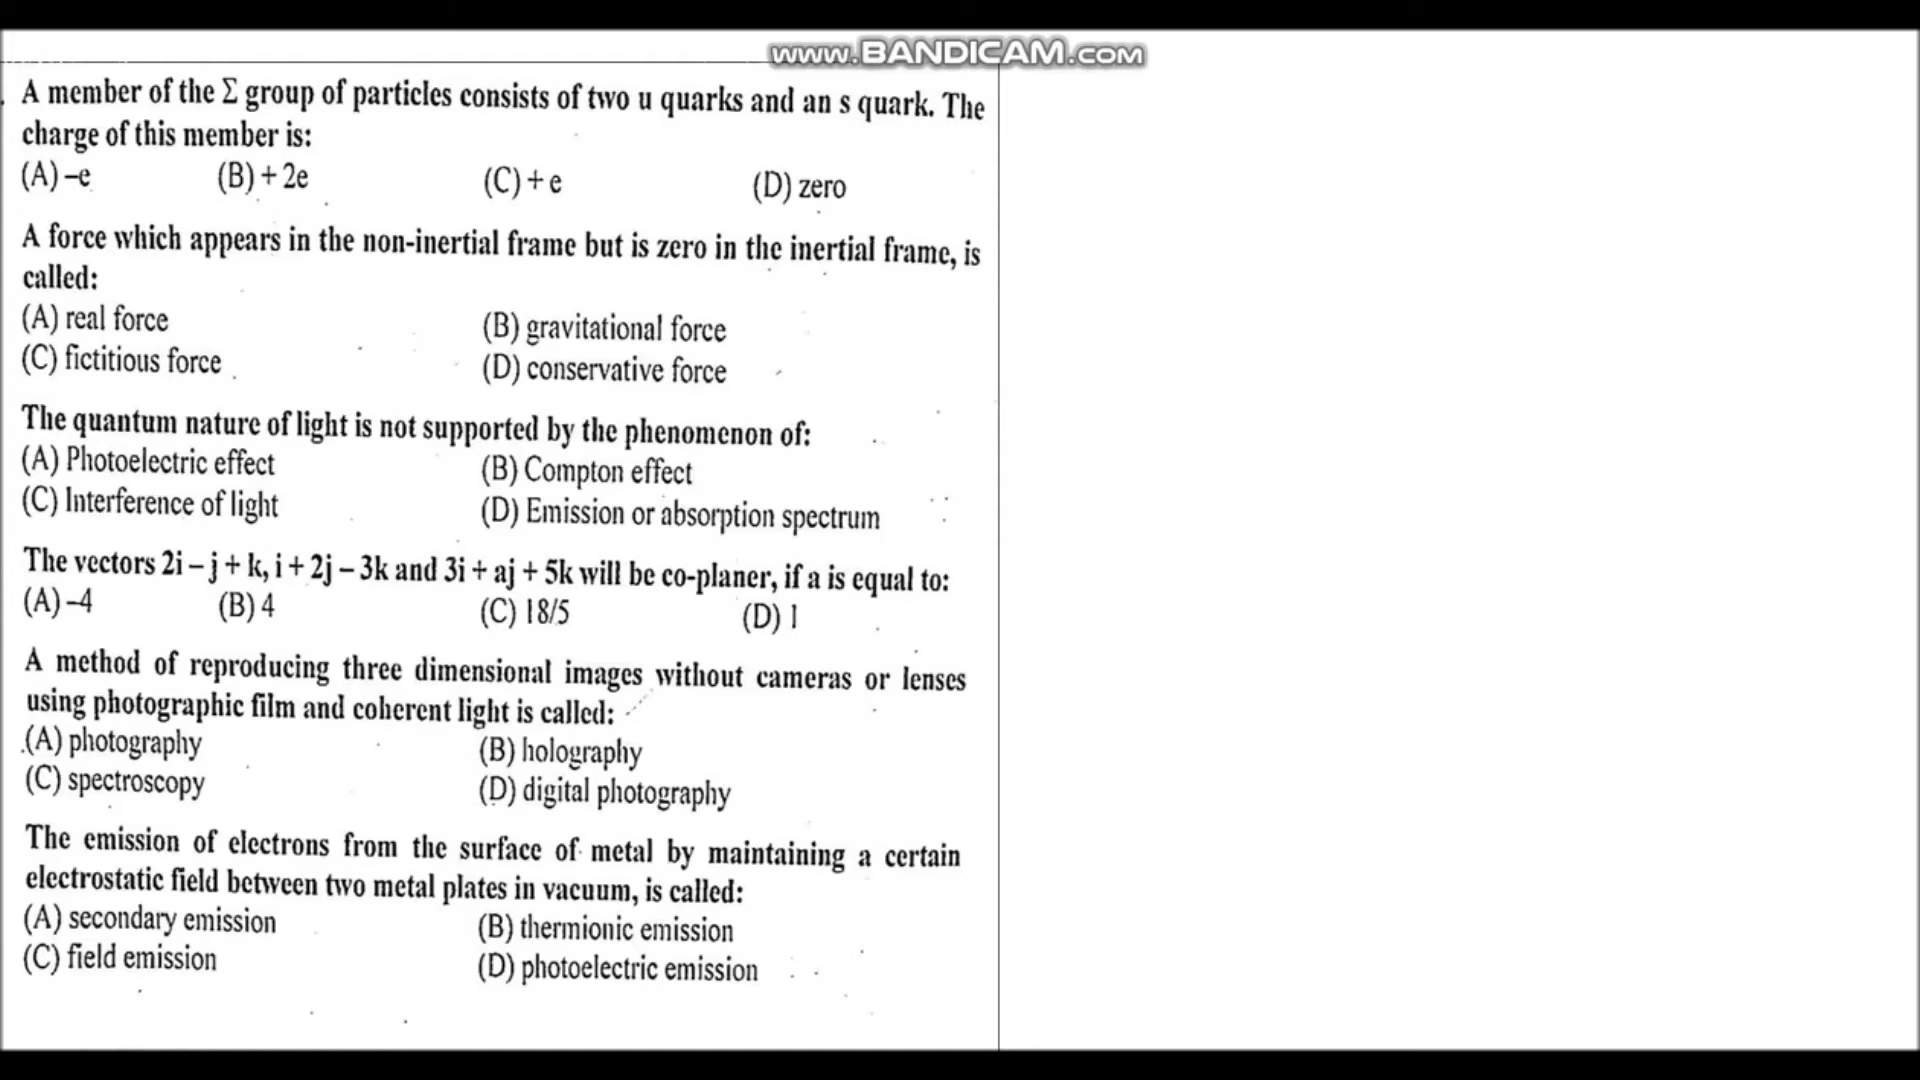 www.BANDICAM.com
A member of the Σ group of particles consists of two u quarks and an s quark. The
charge of this member is:
(A) –e (B) + 2e (C) + e (D) zero
A force which appears in the non-inertial frame but is zero in the inertial frame, is
called:
(A) real force (B) gravitational force
(C) fictitious force (D) conservative force
The quantum nature of light is not supported by the phenomenon of:
(A) Photoelectric effect (B) Compton effect
(C) Interference of light (D) Emission or absorption spectrum
The vectors 2i – j + k, i + 2j – 3k and 3i + aj + 5k will be co-planer, if a is equal to:
(A) –4 (B) 4 (C) 18/5 (D) 1
A method of reproducing three dimensional images without cameras or lenses
using photographic film and coherent light is called:
(A) photography (B) holography
(C) spectroscopy (D) digital photography
The emission of electrons from the surface of metal by maintaining a certain
electrostatic field between two metal plates in vacuum, is called:
(A) secondary emission (B) thermionic emission
(C) field emission (D) photoelectric emission